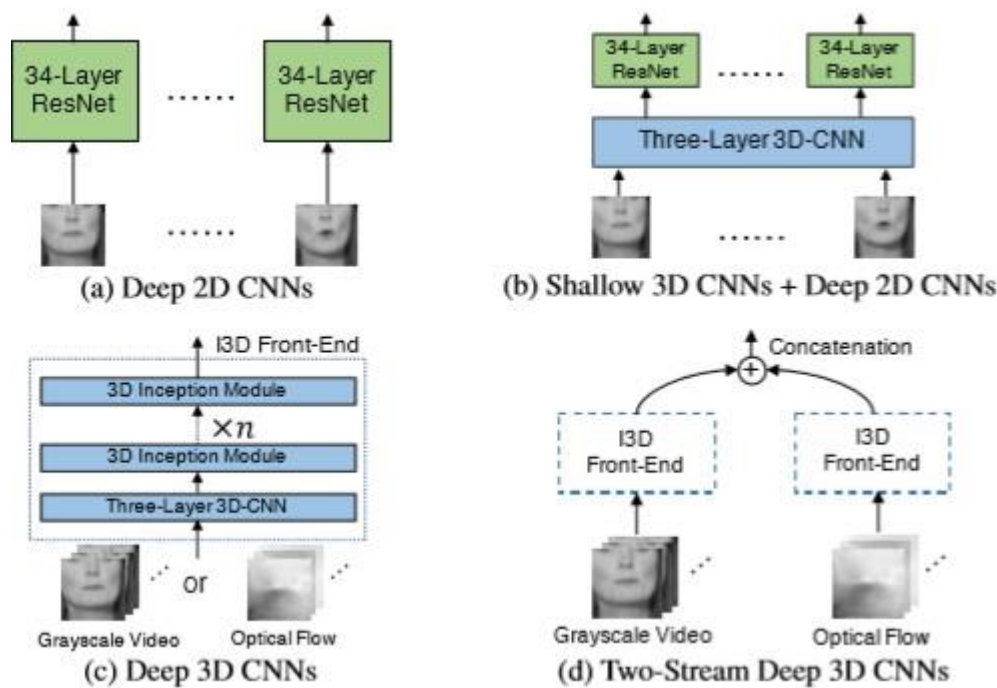 34-Layer
ResNet
......
34-Layer
ResNet
......
(a) Deep 2D CNNs
34-Layer
ResNet
......
34-Layer
ResNet
Three-Layer 3D-CNN
......
(b) Shallow 3D CNNs + Deep 2D CNNs
I3D Front-End
3D Inception Module
×n
3D Inception Module
Three-Layer 3D-CNN
or
Grayscale Video
Optical Flow
(c) Deep 3D CNNs
Concatenation
+
I3D
Front-End
I3D
Front-End
Grayscale Video
Optical Flow
(d) Two-Stream Deep 3D CNNs